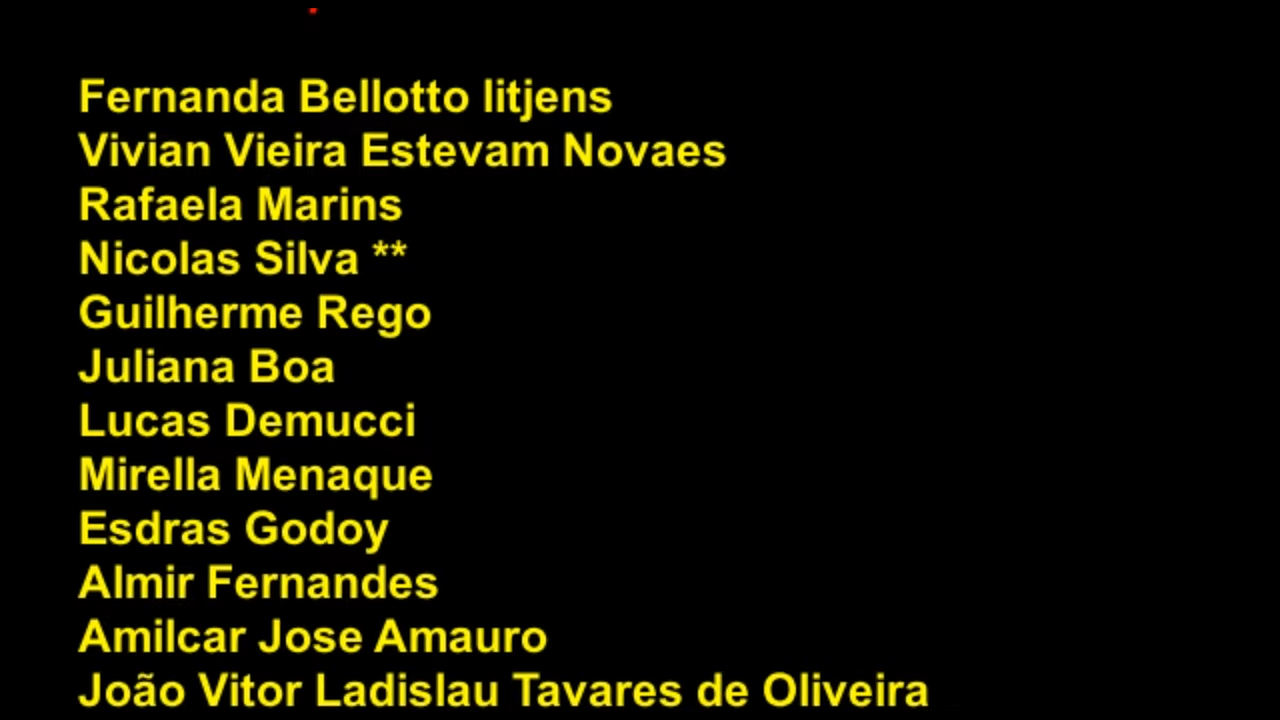 Fernanda Bellotto litjens
Vivian Vieira Estevam Novaes
Rafaela Marins
Nicolas Silva **
Guilherme Rego
Juliana Boa
Lucas Demucci
Mirella Menaque
Esdras Godoy
Almir Fernandes
Amilcar Jose Amauro
João Vitor Ladislau Tavares de Oliveira